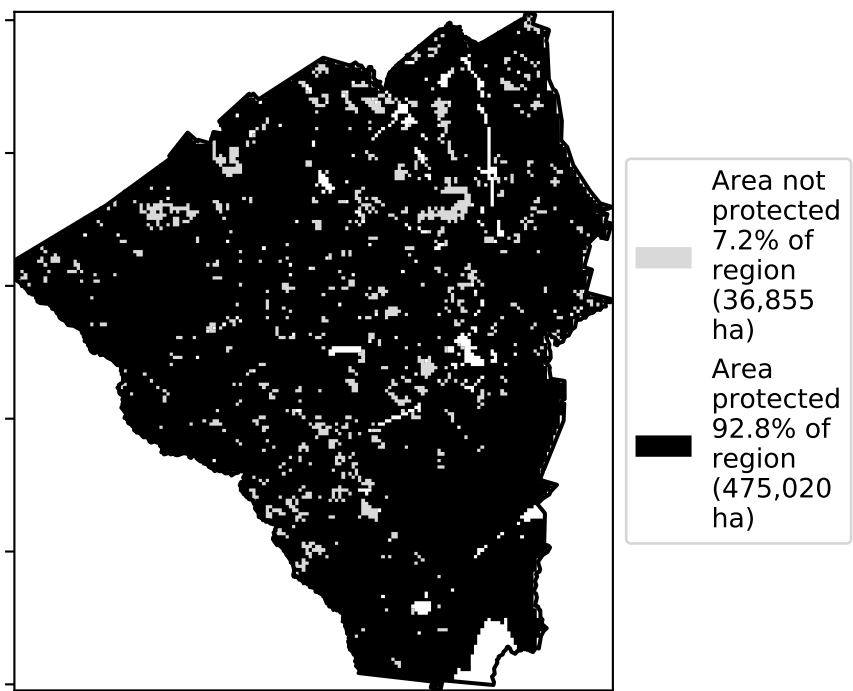 Area not
protected
7.2% of
region
(36,855
ha)
Area
protected
92.8% of
region
(475,020
ha)